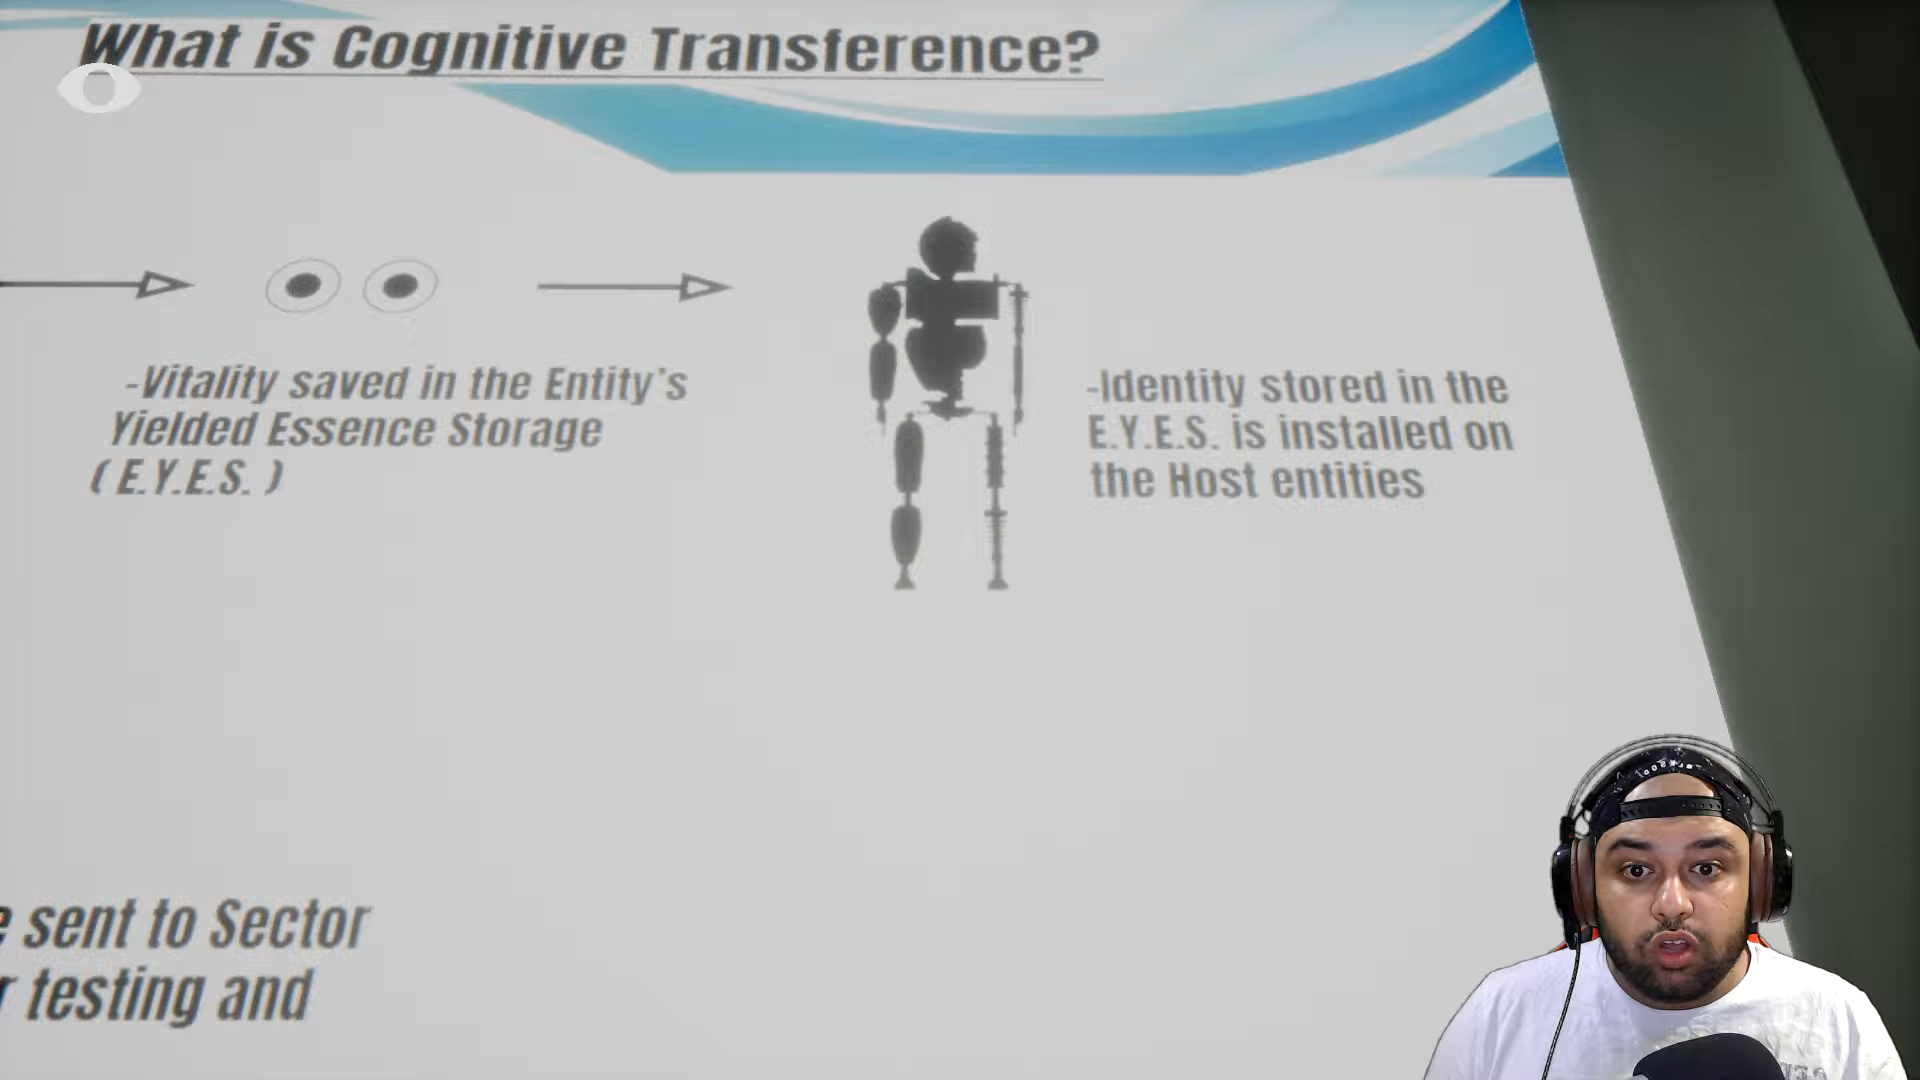 What is Cognitive Transference?
-Vitality saved in the Entity's
Yielded Essence Storage
( E.Y.E.S. )
-Identity stored in the
E.Y.E.S. is installed on
the Host entities
sent to Sector
testing and